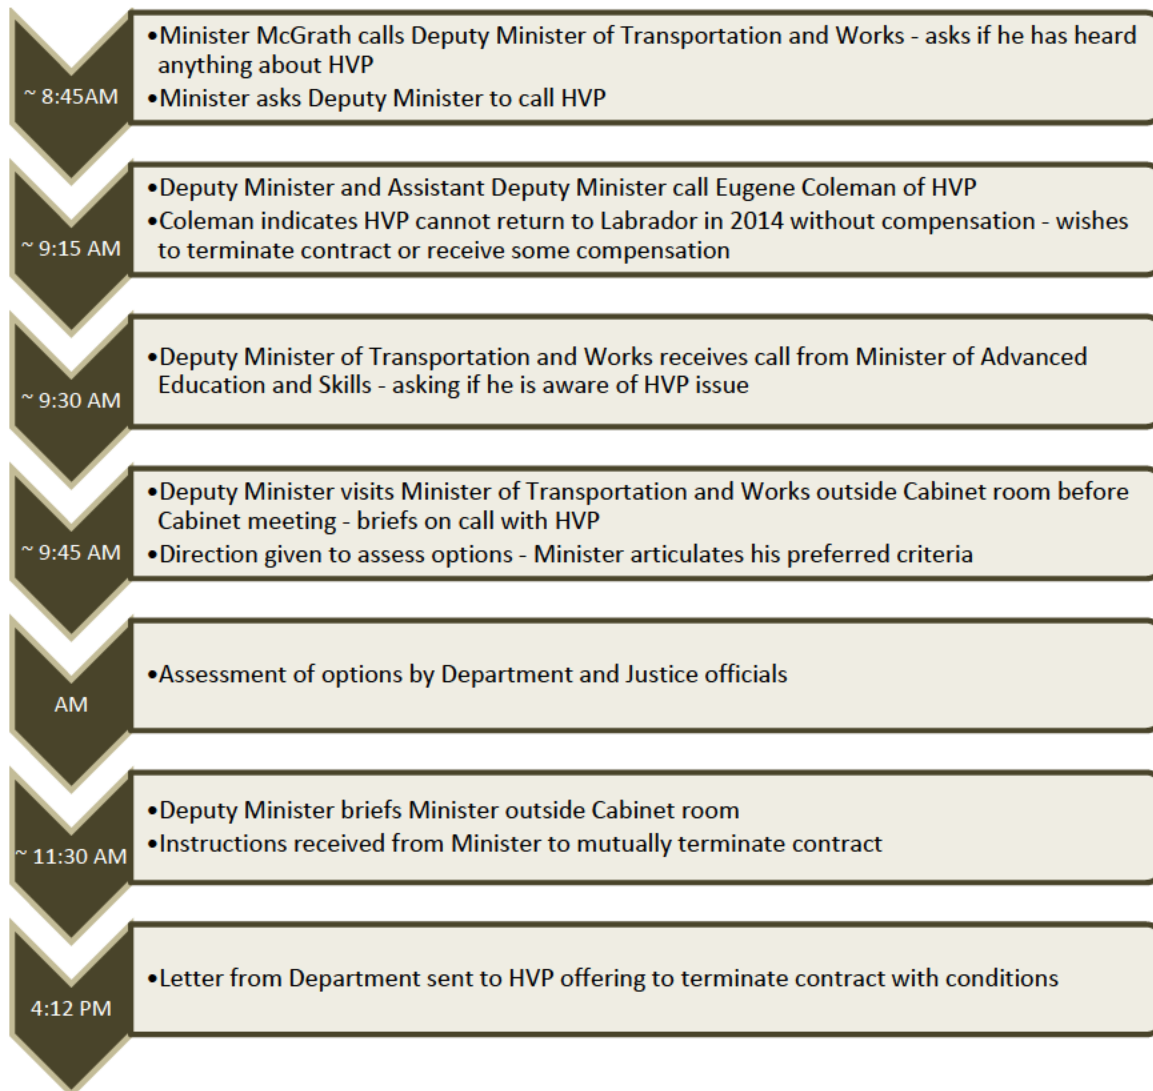 ~ 8:45AM
•Minister McGrath calls Deputy Minister of Transportation and Works - asks if he has heard
anything about HVP
•Minister asks Deputy Minister to call HVP
~ 9:15 AM
•Deputy Minister and Assistant Deputy Minister call Eugene Coleman of HVP
•Coleman indicates HVP cannot return to Labrador in 2014 without compensation - wishes
to terminate contract or receive some compensation
~ 9:30 AM
•Deputy Minister of Transportation and Works receives call from Minister of Advanced
Education and Skills - asking if he is aware of HVP issue
~ 9:45 AM
•Deputy Minister visits Minister of Transportation and Works outside Cabinet room before
Cabinet meeting - briefs on call with HVP
•Direction given to assess options - Minister articulates his preferred criteria
AM
•Assessment of options by Department and Justice officials
~ 11:30 AM
•Deputy Minister briefs Minister outside Cabinet room
•Instructions received from Minister to mutually terminate contract
4:12 PM
•Letter from Department sent to HVP offering to terminate contract with conditions